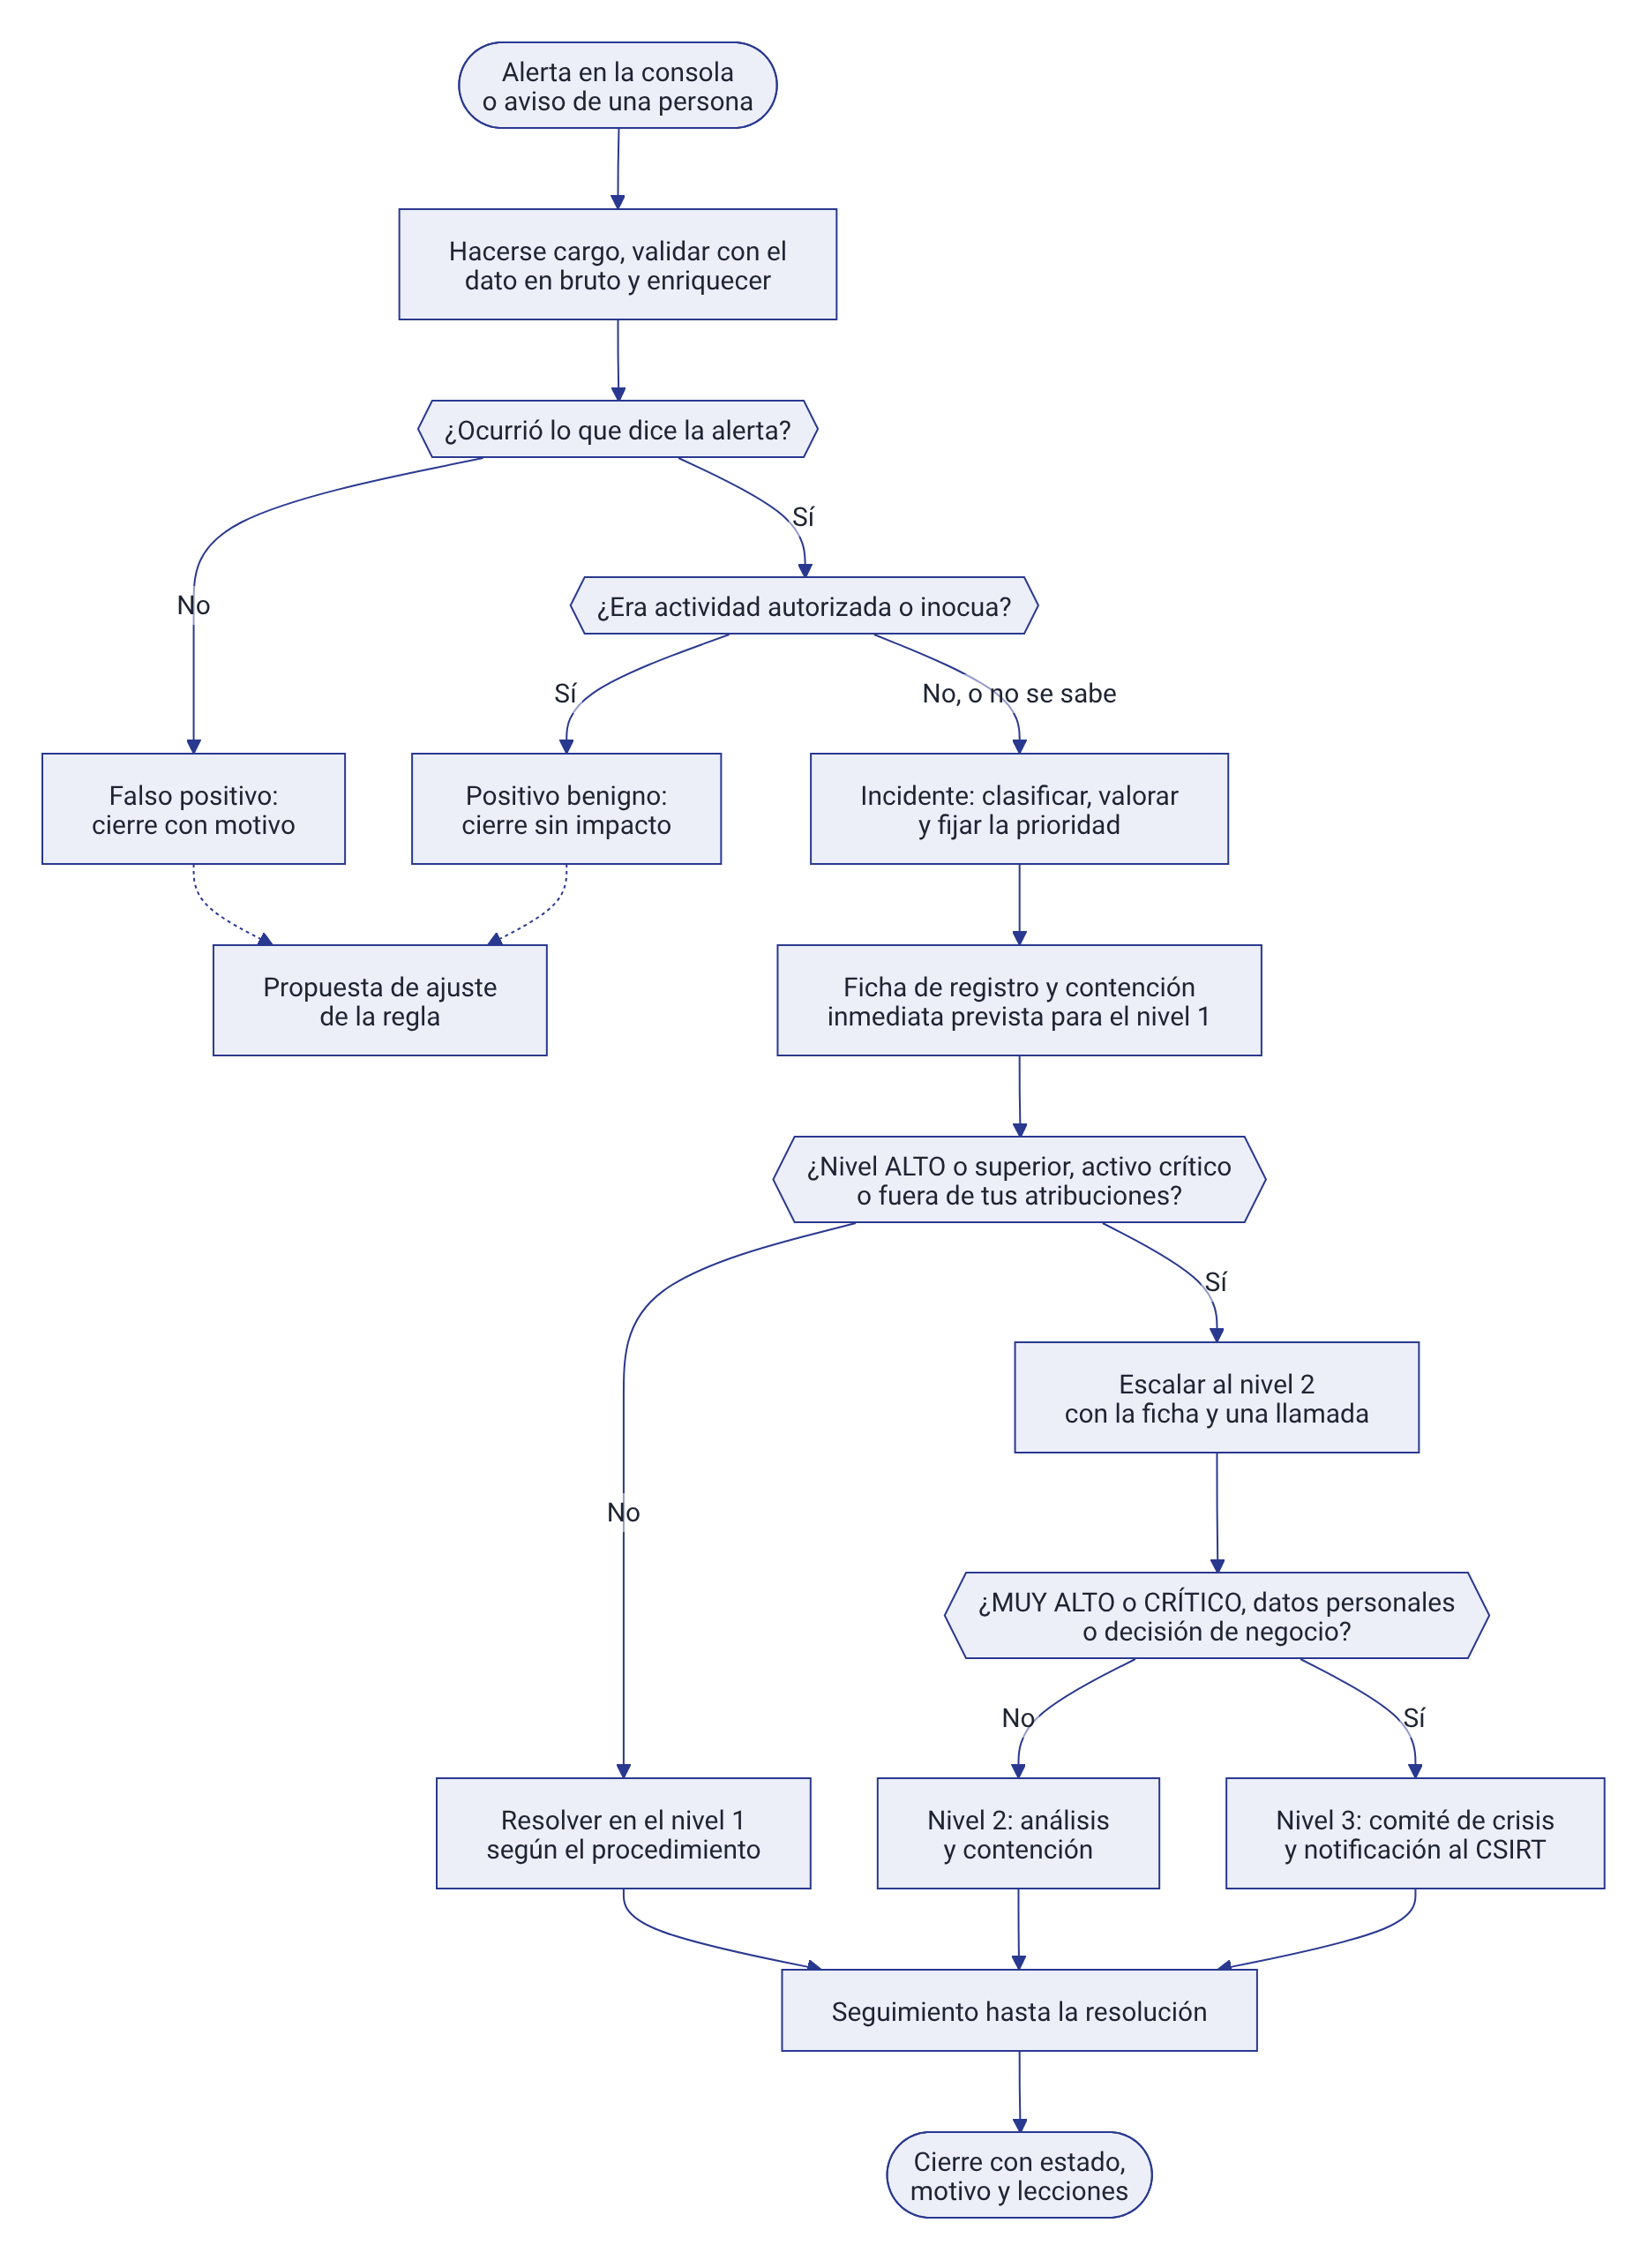 Alerta en la consola
o aviso de una persona
Hacerse cargo, validar con el
dato en bruto y enriquecer
¿Ocurrió lo que dice la alerta?
Sí
No
¿Era actividad autorizada o inocua?
Sí
No, o no se sabe
Falso positivo:
cierre con motivo
Positivo benigno:
cierre sin impacto
Incidente: clasificar, valorar
y fijar la prioridad
Propuesta de ajuste
de la regla
Ficha de registro y contención
inmediata prevista para el nivel 1
¿Nivel ALTO o superior, activo crítico
o fuera de tus atribuciones?
Sí
Escalar al nivel 2
con la ficha y una llamada
No
¿MUY ALTO o CRÍTICO, datos personales
o decisión de negocio?
No
Sí
Resolver en el nivel 1
según el procedimiento
Nivel 2: análisis
y contención
Nivel 3: comité de crisis
y notificación al CSIRT
Seguimiento hasta la resolución
Cierre con estado,
motivo y lecciones